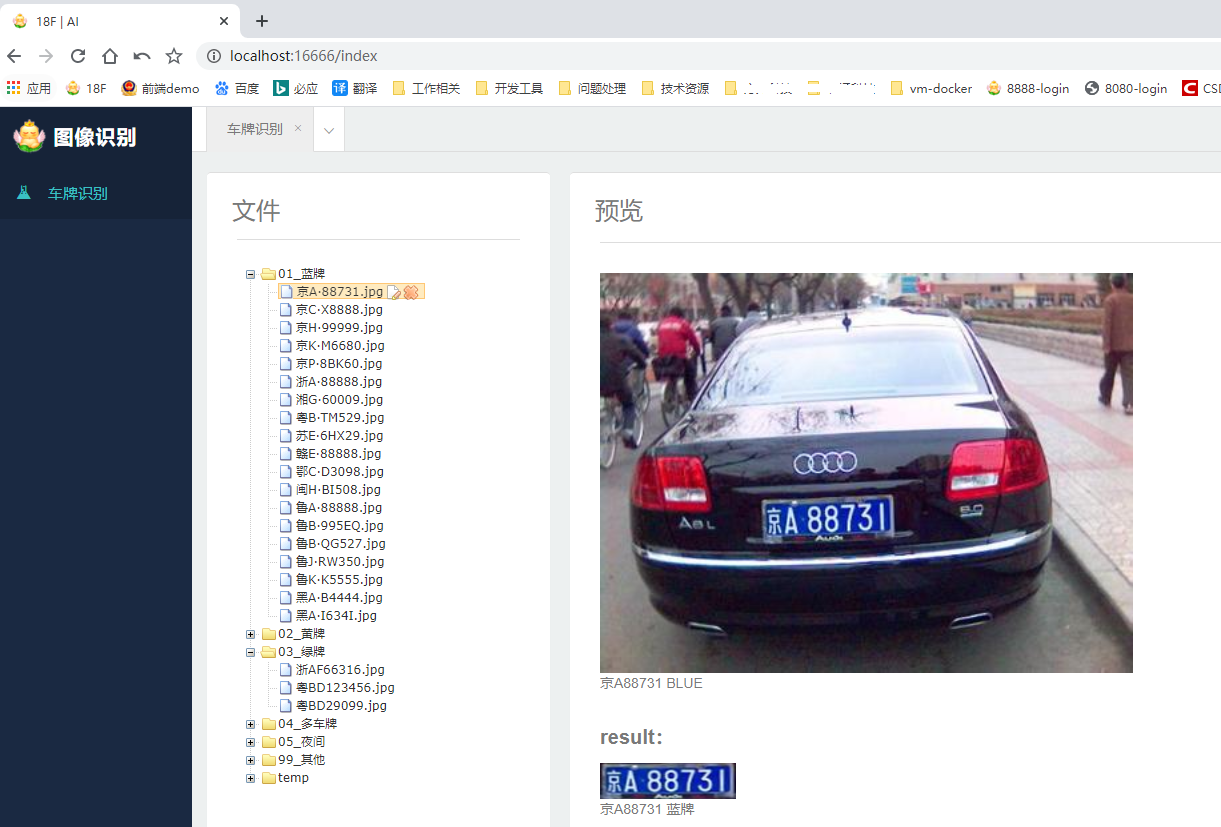 18F | AI
localhost:16666/index
应用 18F 前端demo 百度 必应 译 翻译 工作相关 开发工具 问题处理 技术资源 vm-docker 8888-login 8080-login
图像识别
车牌识别
车牌识别
文件
01_蓝牌
京A·88731.jpg
京C·X8888.jpg
京H·99999.jpg
京K·M6680.jpg
京P·8BK60.jpg
浙A·88888.jpg
湘G·60009.jpg
粤B·TM529.jpg
苏E·6HX29.jpg
赣E·88888.jpg
鄂C·D3098.jpg
闽H·BI508.jpg
鲁A·88888.jpg
鲁B·995EQ.jpg
鲁B·QG527.jpg
鲁J·RW350.jpg
鲁K·K5555.jpg
黑A·B4444.jpg
黑A·I634I.jpg
02_黄牌
03_绿牌
浙AF66316.jpg
粤BD123456.jpg
粤BD29099.jpg
04_多车牌
05_夜间
99_其他
temp
预览
京A·88731
A8L
6.0
Audi
京A88731 BLUE
result:
京A·88731
京A88731 蓝牌